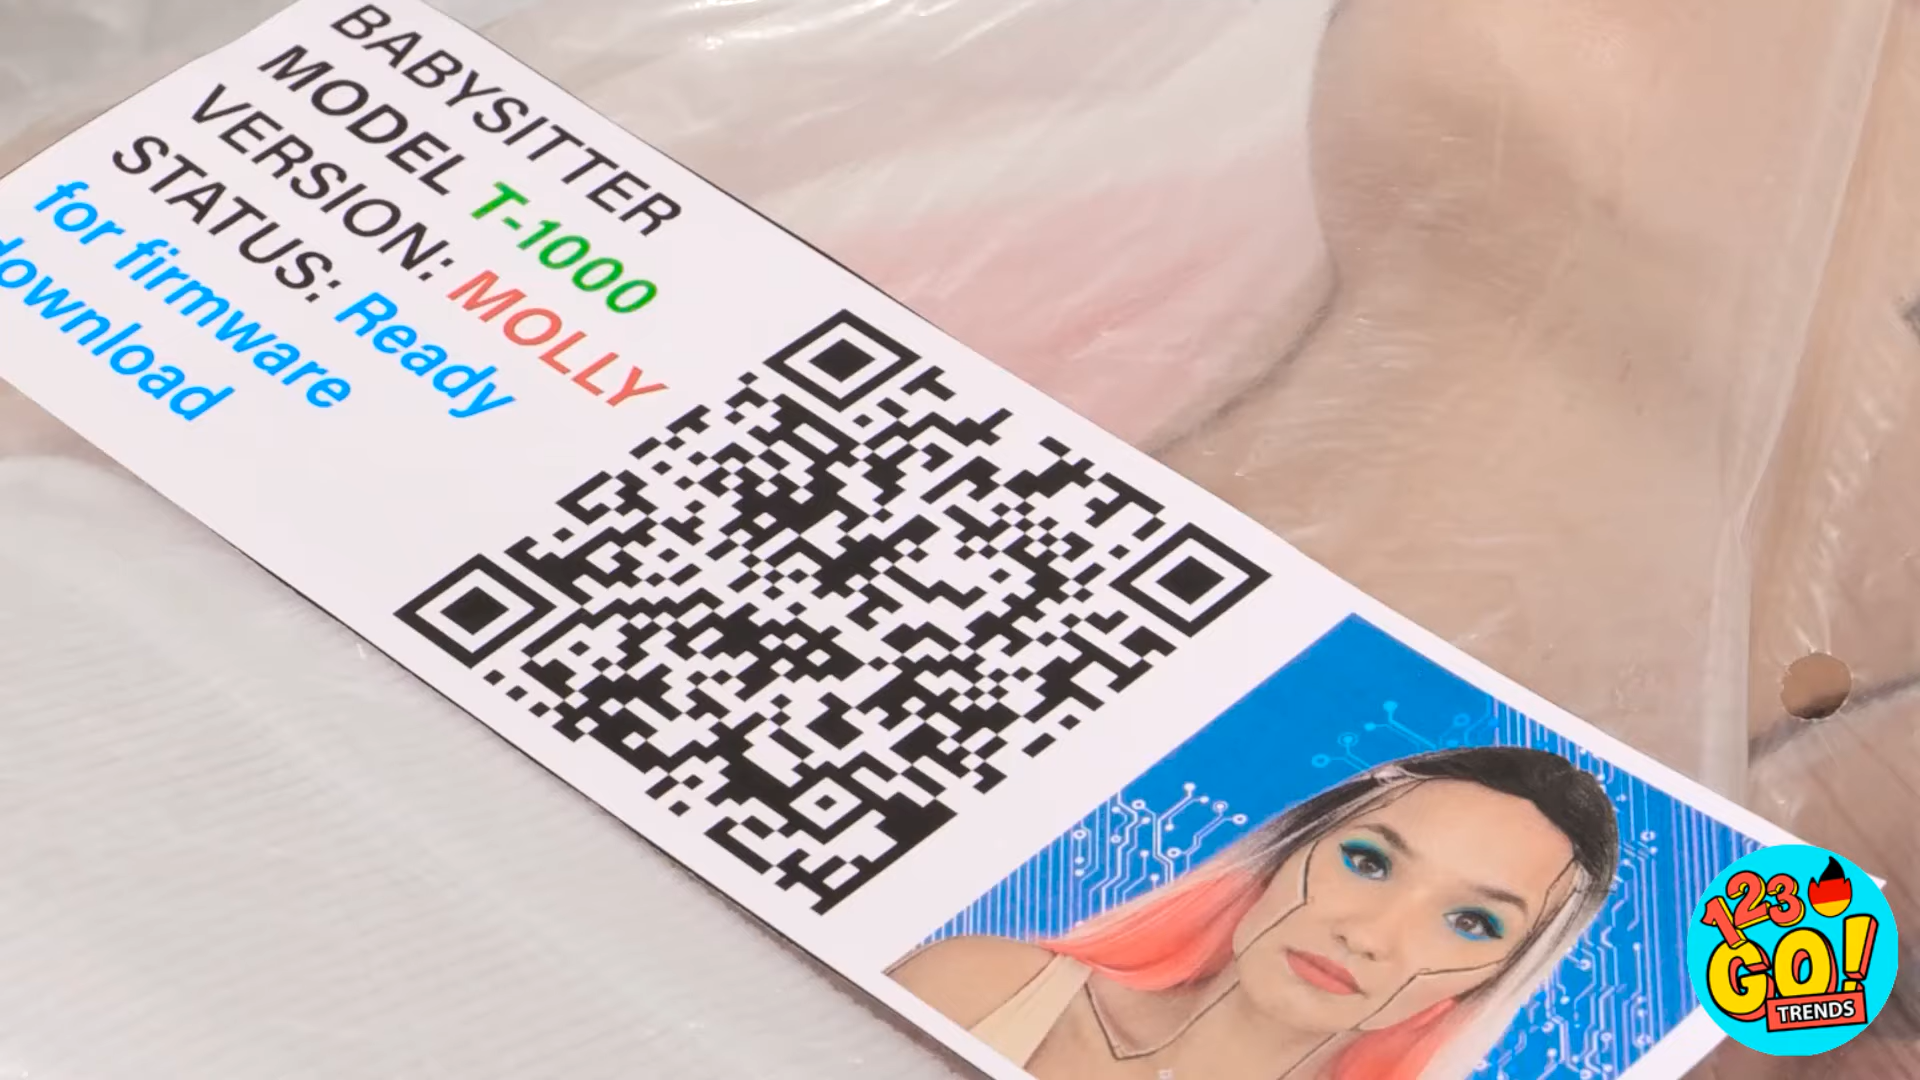 BABYSITTER
MODEL T-1000
VERSION: MOLLY
STATUS: Ready
for firmware
download
123
GO!
TRENDS